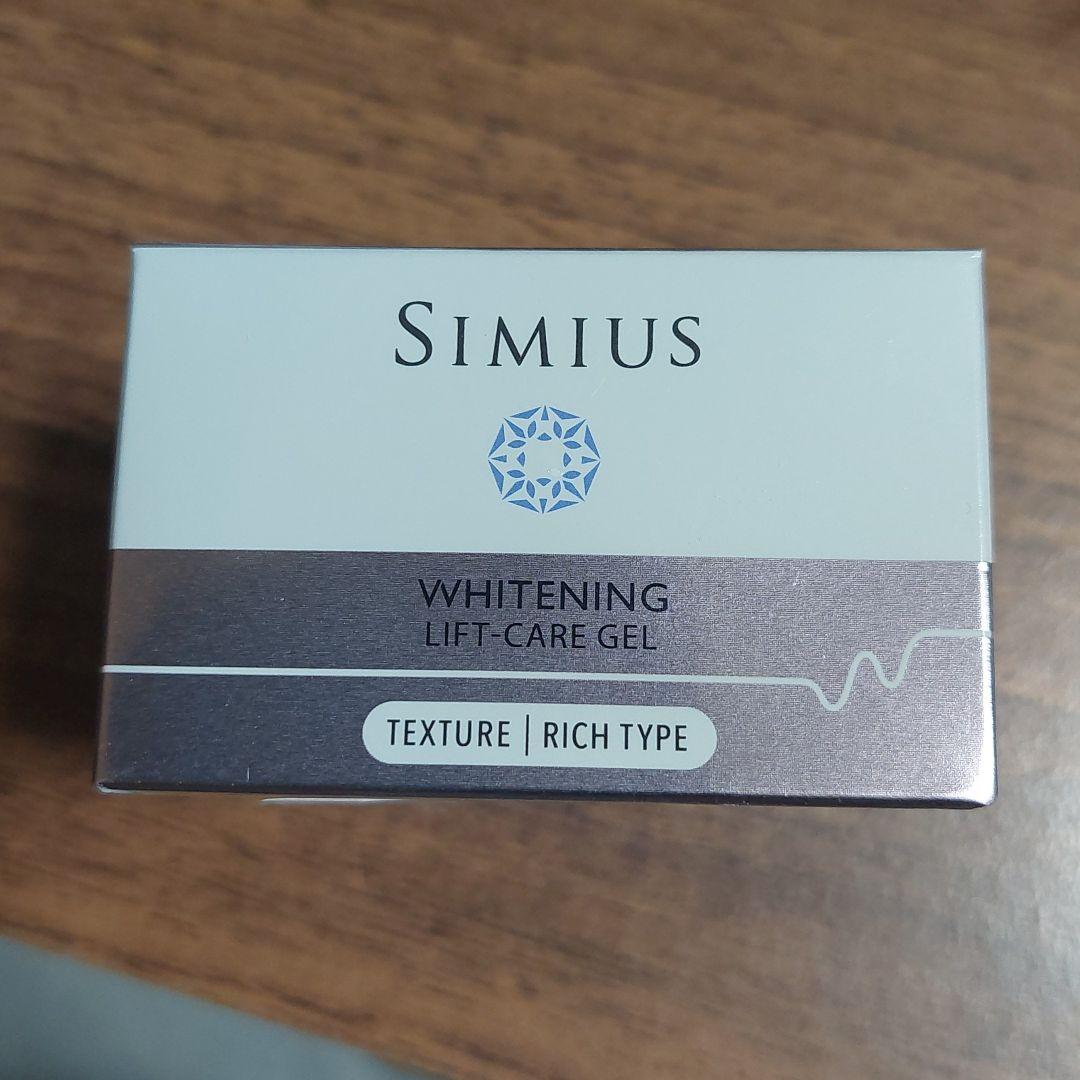 SIMIUS
WHITENING
LIFT-CARE GEL
TEXTURE | RICH TYPE